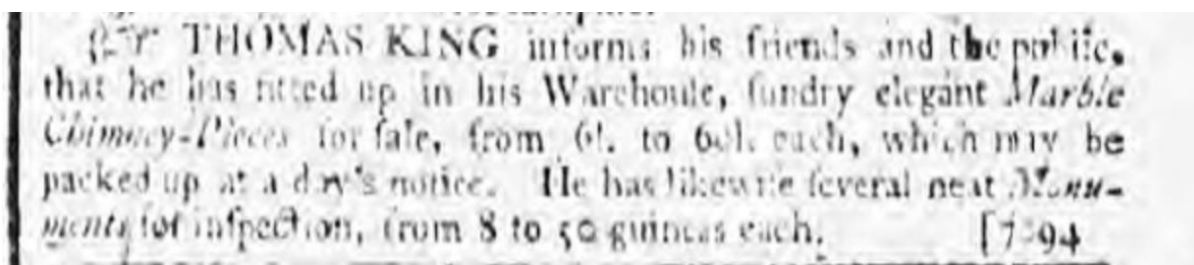 ☞ THOMAS KING informs his friends and the public,
that he has fitted up in his Warehouſe, ſundry elegant Marble
Chimney-Pieces for ſale, from 6l. to 60l. each, which may be
packed up at a day's notice. He has likewiſe ſeveral neat Monu-
ments for inſpection, from 8 to 50 guineas each. [7294